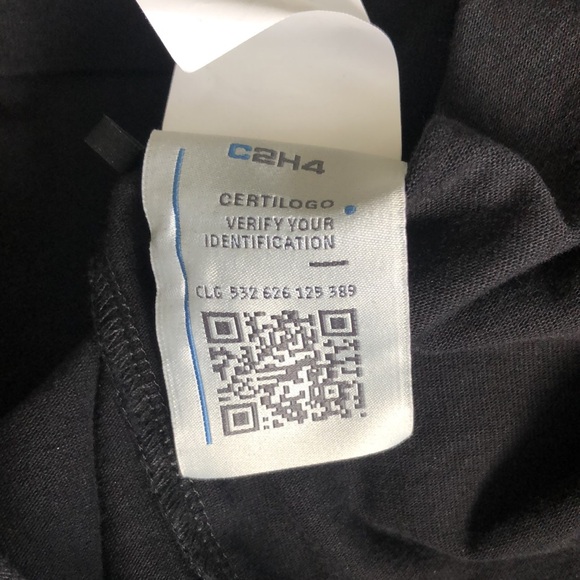 C2H4
CERTILOGO
VERIFY YOUR
IDENTIFICATION
CLG 532 626 125 389